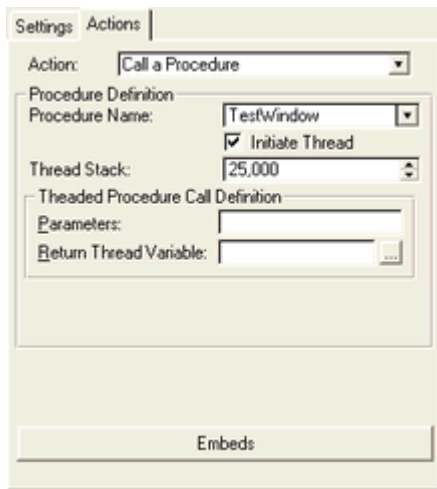 Settings Actions
Action: Call a Procedure
Procedure Definition
Procedure Name: TestWindow
Initiate Thread
Thread Stack: 25,000
Theaded Procedure Call Definition
Parameters:
Return Thread Variable: ...
Embeds